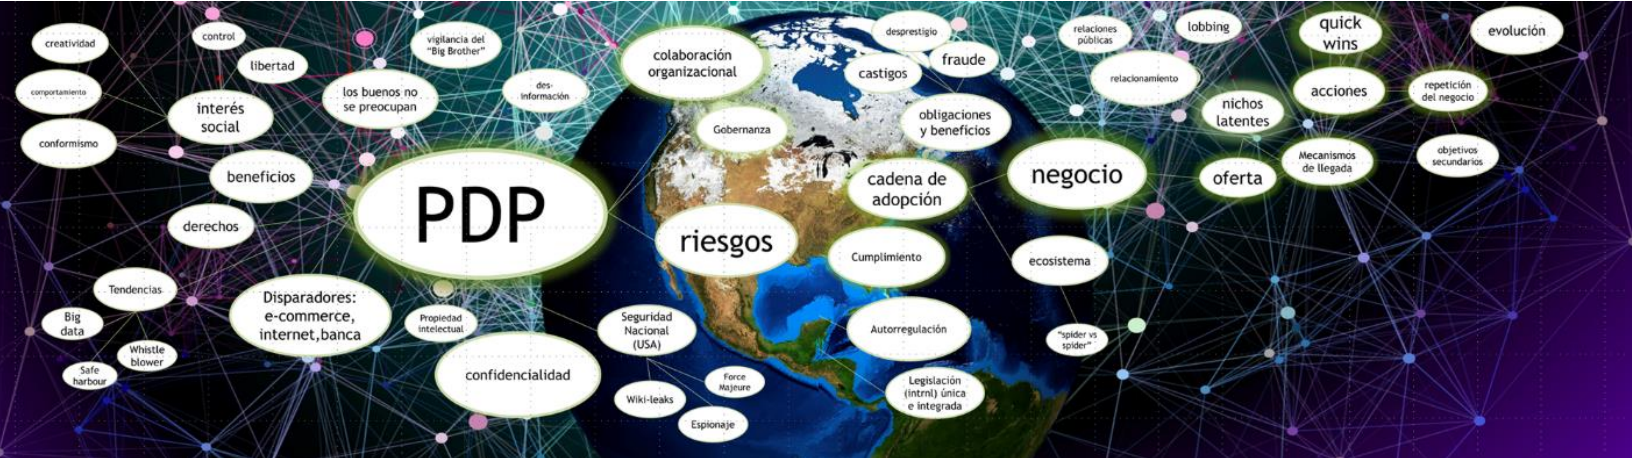 creatividad
control
libertad
comportamiento
interés
social
conformismo
beneficios
derechos
vigilancia del
"Big Brother"
los buenos no
se preocupan
des-
información
PDP
Tendencias
Big
data
Whistle
blower
Safe
harbour
Disparadores:
e-commerce,
internet,banca
Propiedad
intelectual
confidencialidad
colaboración
organizacional
Gobernanza
riesgos
Seguridad
Nacional
(USA)
Wiki-leaks
Force
Majeure
Espionaje
desprestigio
castigos
fraude
obligaciones
y beneficios
cadena de
adopción
Cumplimiento
Autorregulación
Legislación
(intrnl) única
e integrada
relaciones
públicas
lobbing
relacionamiento
negocio
ecosistema
"spider vs
spider"
nichos
latentes
oferta
quick
wins
acciones
Mecanismos
de llegada
evolución
repetición
del negocio
objetivos
secundarios